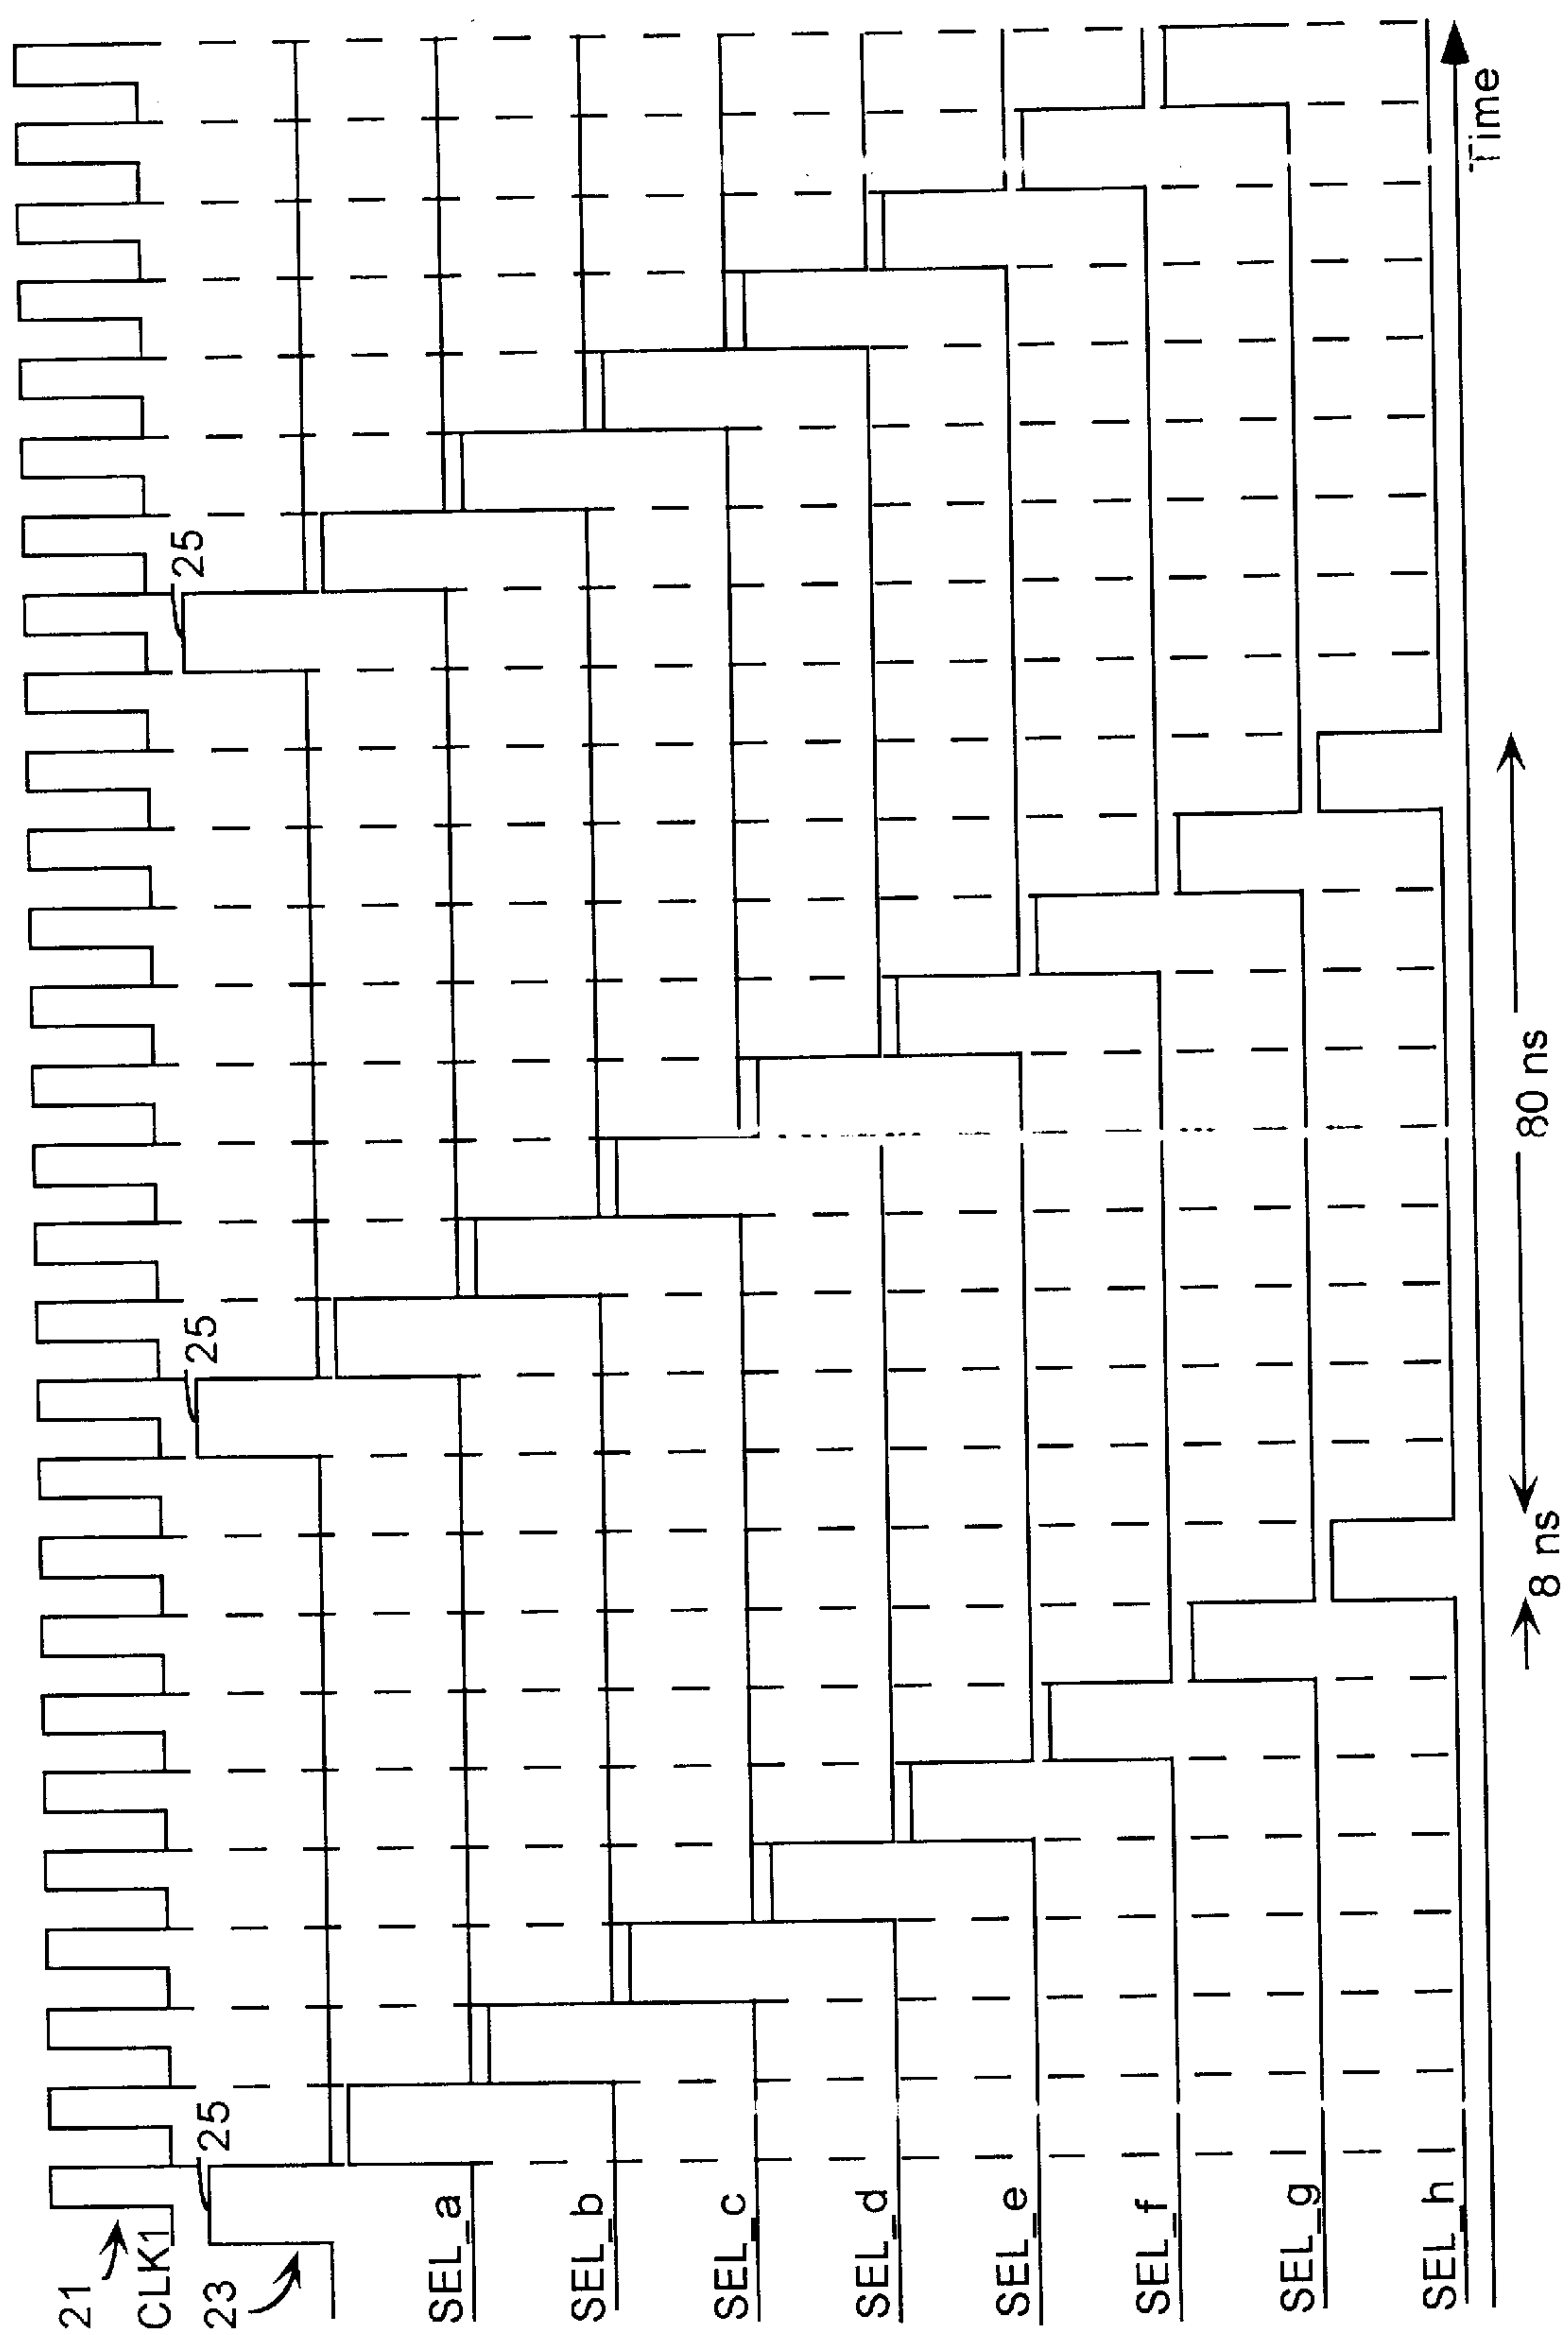 21
CLK1
23
25
25
25
SEL_a
SEL_b
SEL_c
SEL_d
SEL_e
SEL_f
SEL_g
SEL_h
Time
8 ns
80 ns